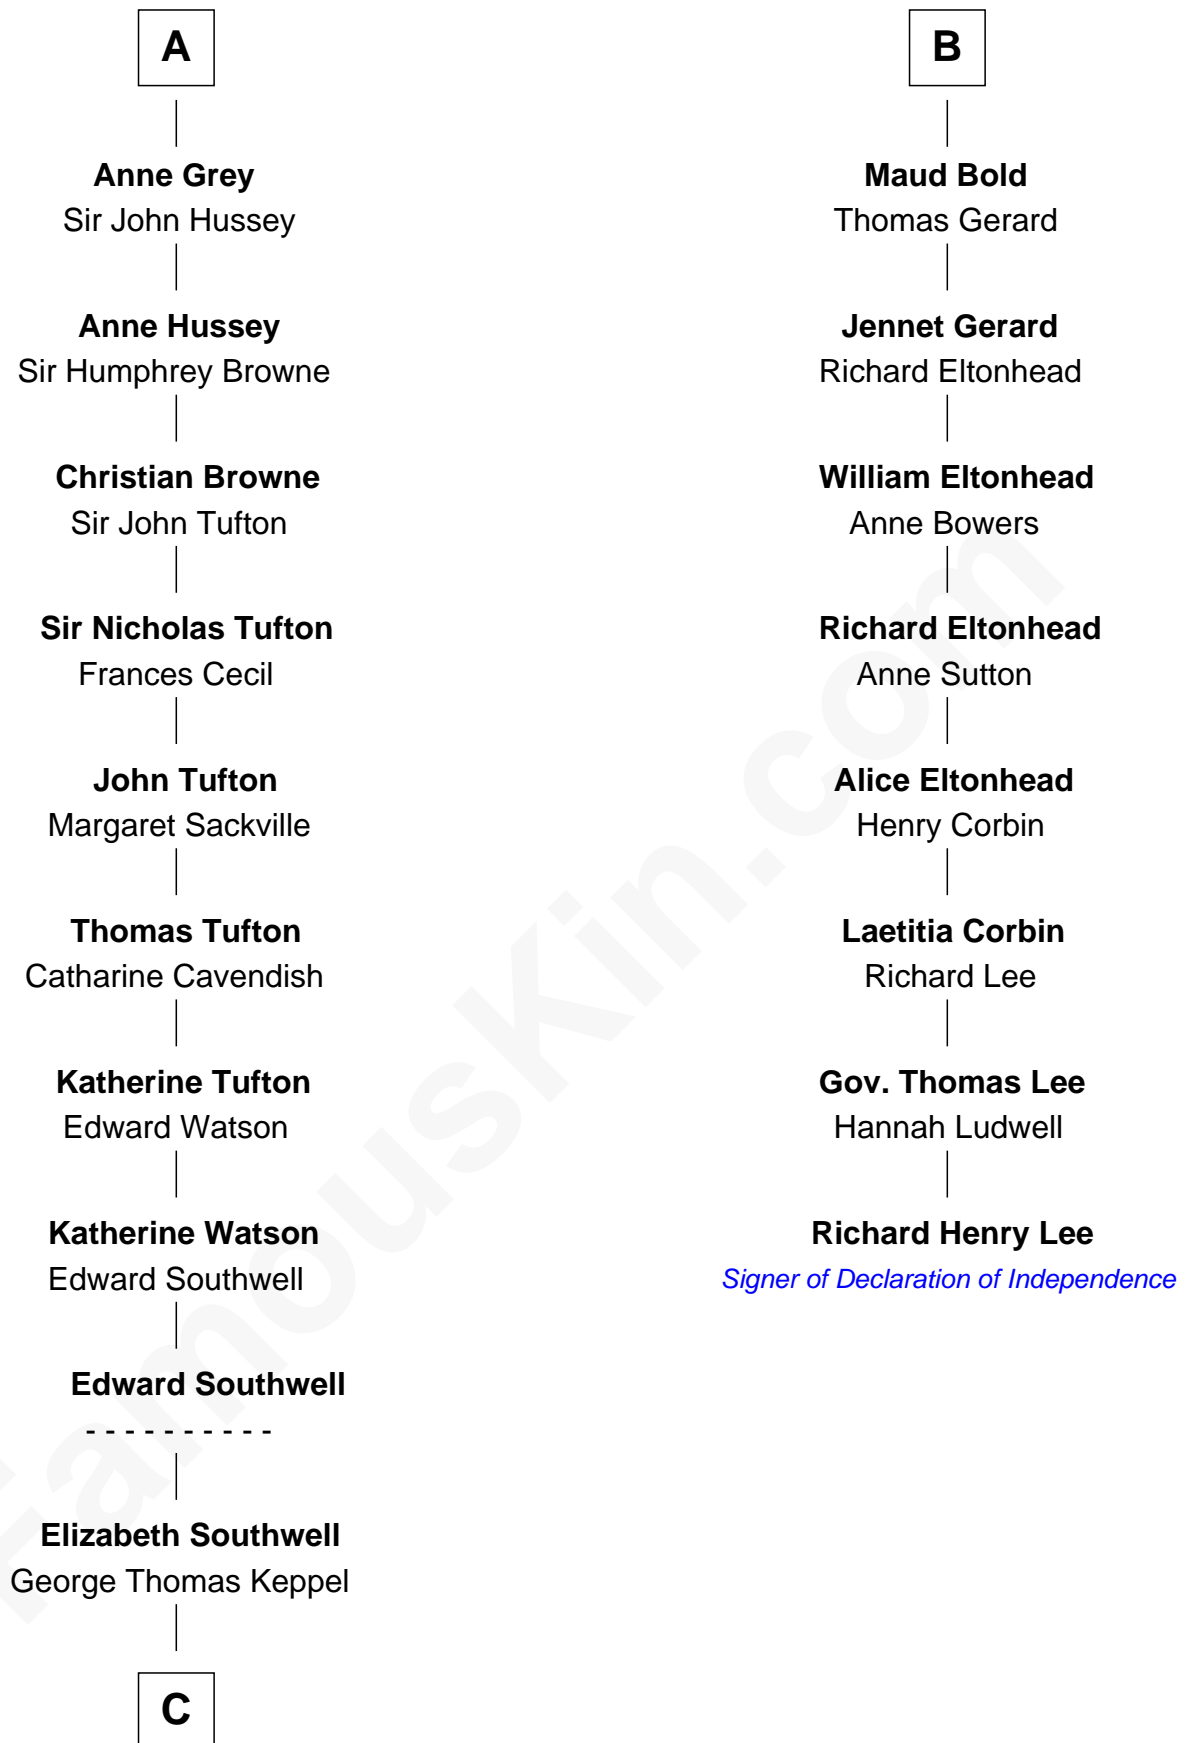 A
Anne Grey
Sir John Hussey
Anne Hussey
Sir Humphrey Browne
Christian Browne
Sir John Tufton
Sir Nicholas Tufton
Frances Cecil
John Tufton
Margaret Sackville
Thomas Tufton
Catharine Cavendish
Katherine Tufton
Edward Watson
Katherine Watson
Edward Southwell
Edward Southwell
- - - - - - - - - -
Elizabeth Southwell
George Thomas Keppel
C
B
Maud Bold
Thomas Gerard
Jennet Gerard
Richard Eltonhead
William Eltonhead
Anne Bowers
Richard Eltonhead
Anne Sutton
Alice Eltonhead
Henry Corbin
Laetitia Corbin
Richard Lee
Gov. Thomas Lee
Hannah Ludwell
Richard Henry Lee
Signer of Declaration of Independence
FamousKin.com